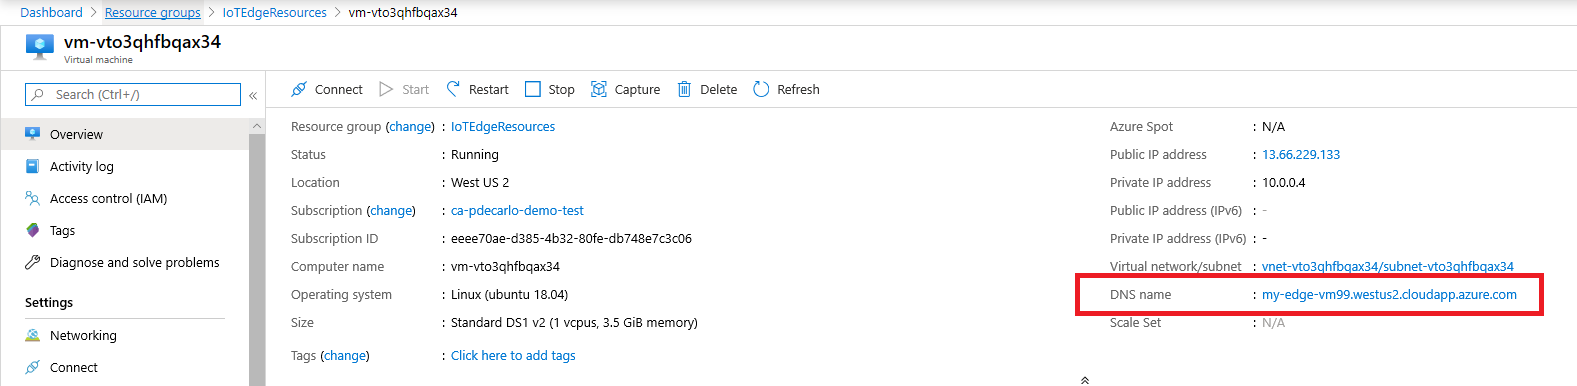 Dashboard > Resource groups > IoTEdgeResources > vm-vto3qhfbqax34
vm-vto3qhfbqax34
Virtual machine
Search (Ctrl+/)
«
Connect Start Restart Stop Capture Delete Refresh
Overview
Activity log
Access control (IAM)
Tags
Diagnose and solve problems
Settings
Networking
Connect
Resource group (change) : IoTEdgeResources
Status : Running
Location : West US 2
Subscription (change) : ca-pdecarlo-demo-test
Subscription ID : eeee70ae-d385-4b32-80fe-db748e7c3c06
Computer name : vm-vto3qhfbqax34
Operating system : Linux (ubuntu 18.04)
Size : Standard DS1 v2 (1 vcpus, 3.5 GiB memory)
Tags (change) : Click here to add tags
Azure Spot : N/A
Public IP address : 13.66.229.133
Private IP address : 10.0.0.4
Public IP address (IPv6) : -
Private IP address (IPv6) : -
Virtual network/subnet : vnet-vto3qhfbqax34/subnet-vto3qhfbqax34
DNS name : my-edge-vm99.westus2.cloudapp.azure.com
Scale Set : N/A